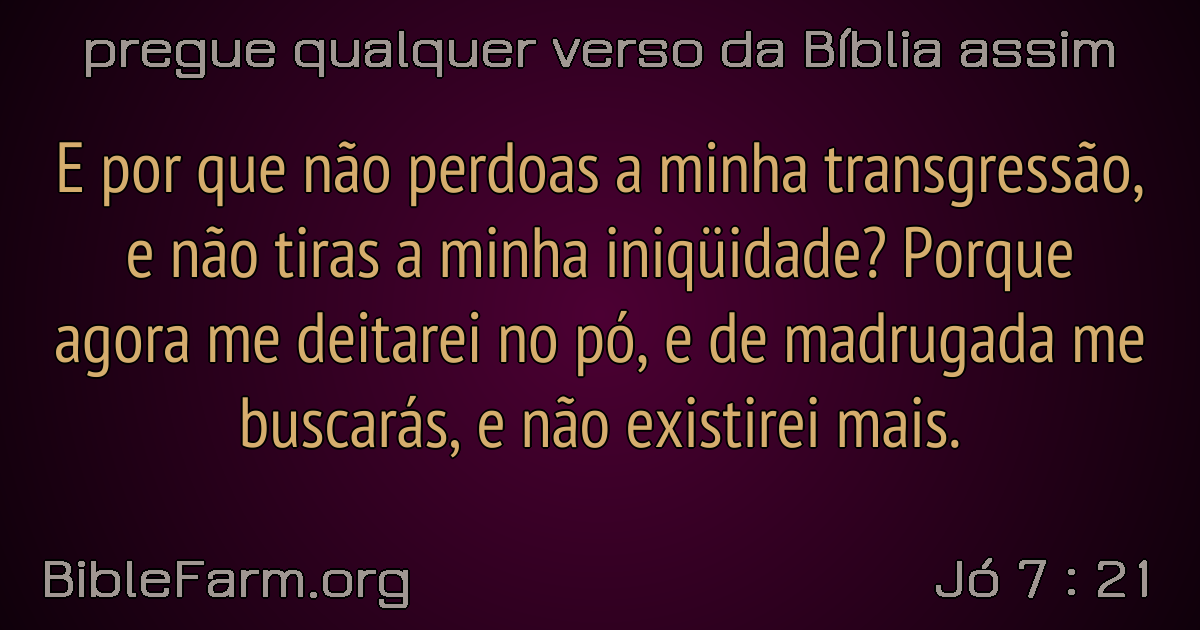 pregue qualquer verso da Bíblia assim
E por que não perdoas a minha transgressão,
e não tiras a minha iniqüidade? Porque
agora me deitarei no pó, e de madrugada me
buscarás, e não existirei mais.
BibleFarm.org
Jó 7 : 21